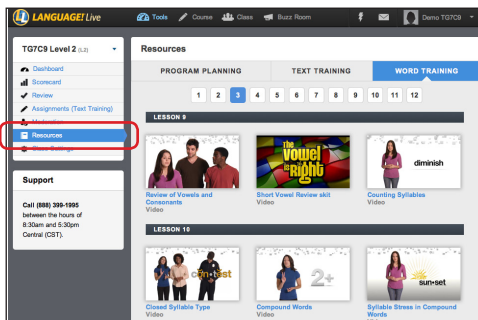 LANGUAGE! Live
Tools
Course
Class
Buzz Room
Demo TG7C9
TG7C9 Level 2 (L2)
Dashboard
Scorecard
Review
Assignments (Text Training)
Resources
Class Settings
Support
Call (888) 399-1995
between the hours of
8:30am and 5:30pm
Central (CST).
Resources
PROGRAM PLANNING
TEXT TRAINING
WORD TRAINING
1 2 3 4 5 6 7 8 9 10 11 12
LESSON 9
the
vowel
is Right
diminish
Review of Vowels and
Consonants
Video
Short Vowel Review skit
Video
Counting Syllables
Video
LESSON 10
con•test
2+
sun•set
Closed Syllable Type
Video
Compound Words
Video
Syllable Stress in Compound
Words